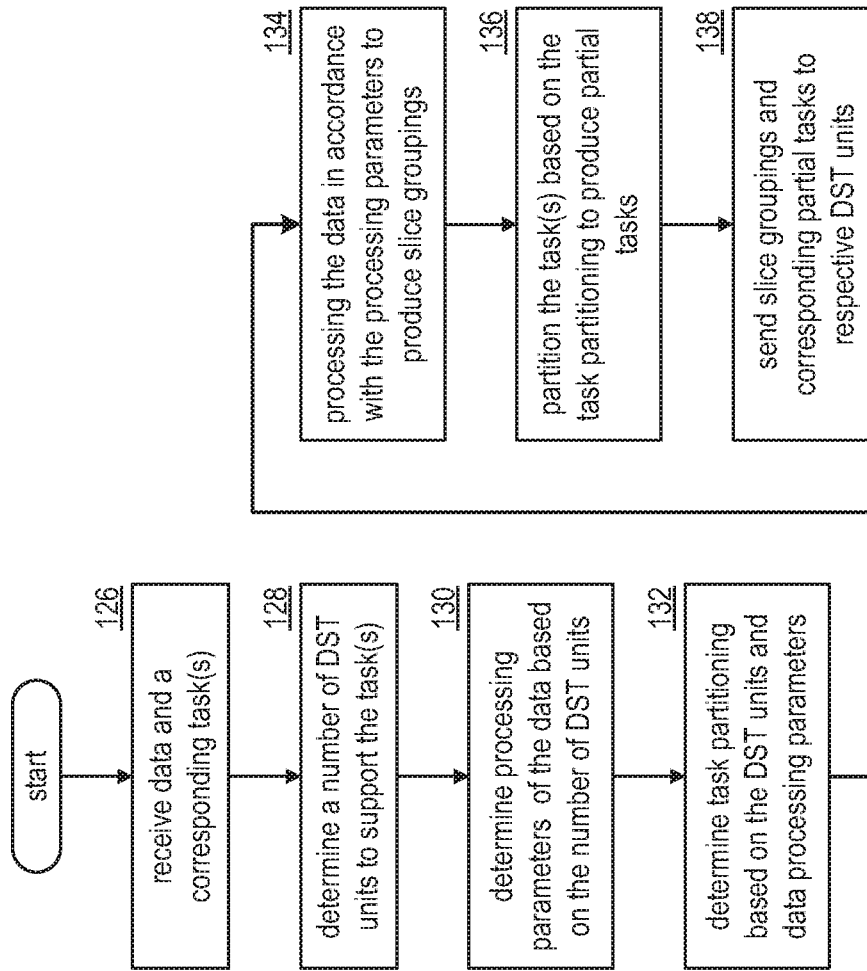 start
126
receive data and a
corresponding task(s)
128
determine a number of DST
units to support the task(s)
130
determine processing
parameters of the data based
on the number of DST units
132
determine task partitioning
based on the DST units and
data processing parameters
134
processing the data in accordance
with the processing parameters to
produce slice groupings
136
partition the task(s) based on the
task partitioning to produce partial
tasks
138
send slice groupings and
corresponding partial tasks to
respective DST units